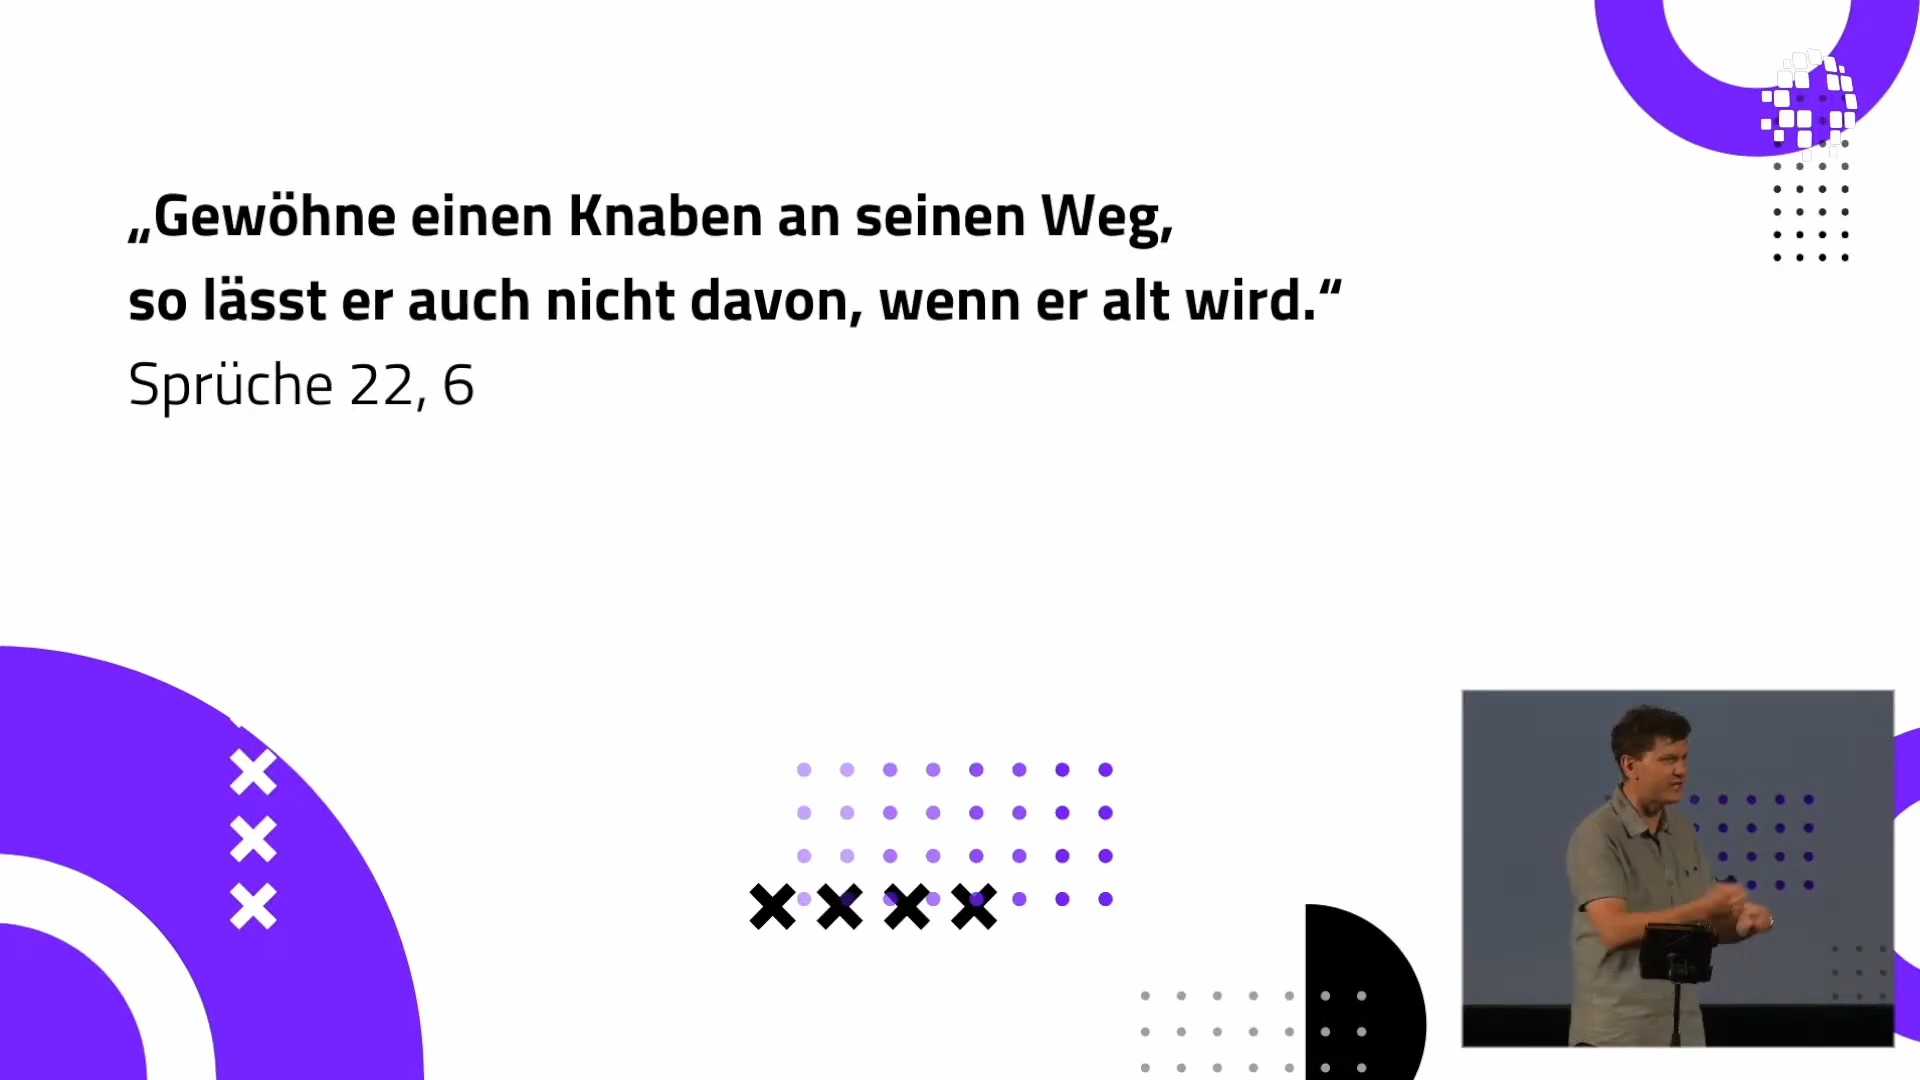 „Gewöhne einen Knaben an seinen Weg,
so lässt er auch nicht davon, wenn er alt wird.“
Sprüche 22, 6